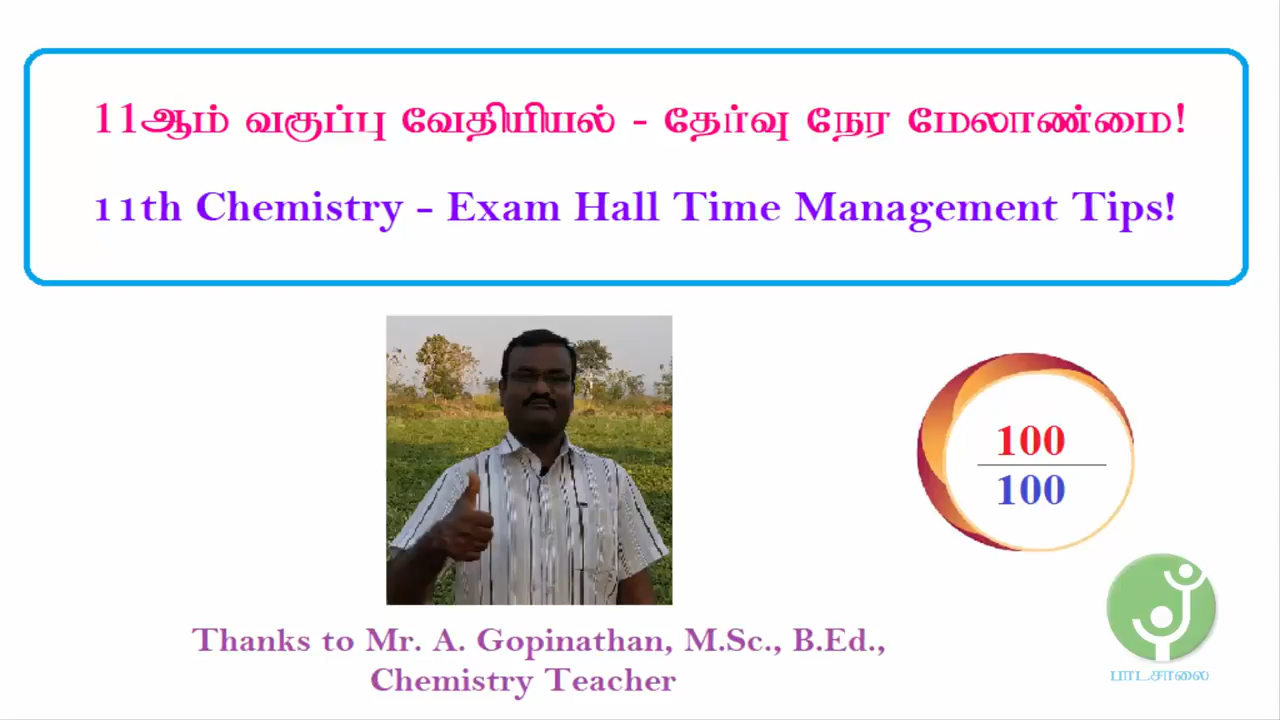 11ஆம் வகுப்பு வேதியியல் - தேர்வு நேர மேலாண்மை!
11th Chemistry - Exam Hall Time Management Tips!
100
100
Thanks to Mr. A. Gopinathan, M.Sc., B.Ed.,
Chemistry Teacher
பாடசாலை